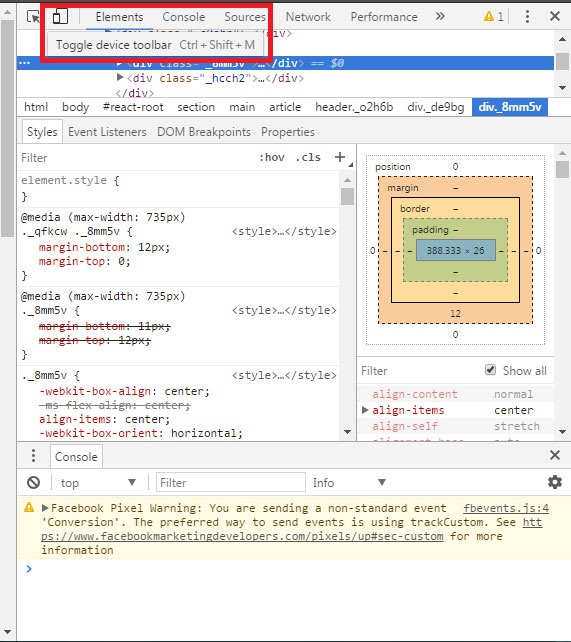 Elements Console Sources Network Performance » 1
Toggle device toolbar Ctrl + Shift + M
<div class="_8mm5v">…</div> == $0
<div class="_hcch2">…</div>
</div>
html body #react-root section main article header._o2h6b div._de9bg div._8mm5v
Styles Event Listeners DOM Breakpoints Properties
Filter :hov .cls +
element.style {
}
@media (max-width: 735px)
._qfkcw ._8mm5v { <style>…</style>
margin-bottom: 12px;
margin-top: 0;
}
@media (max-width: 735px)
._8mm5v { <style>…</style>
margin-bottom: 11px;
margin-top: 12px;
}
._8mm5v { <style>…</style>
-webkit-box-align: center;
-ms-flex-align: center;
align-items: center;
-webkit-box-orient: horizontal;
position 0
margin –
border –
padding –
0 – – – 388.333 × 26 – – – 0
–
–
12
0
Filter Show all
align-content normal
align-items center
align-self stretch
Console
top Filter Info
Facebook Pixel Warning: You are sending a non-standard event fbevents.js:4
'Conversion'. The preferred way to send events is using trackCustom. See htt
ps://www.facebookmarketingdevelopers.com/pixels/up#sec-custom for more
information